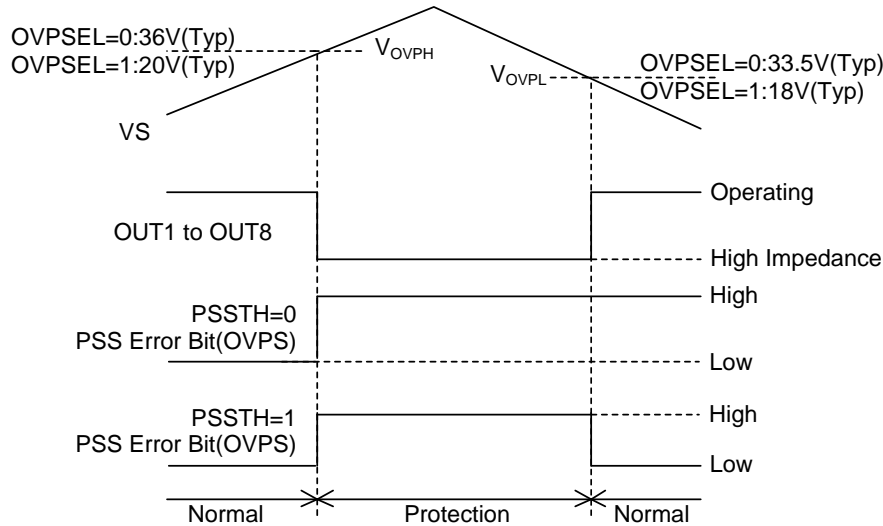 OVPSEL=0:36V(Typ)
OVPSEL=1:20V(Typ)
VOVPH
VOVPL
OVPSEL=0:33.5V(Typ)
OVPSEL=1:18V(Typ)
VS
OUT1 to OUT8
Operating
High Impedance
PSSTH=0
PSS Error Bit(OVPS)
High
Low
PSSTH=1
PSS Error Bit(OVPS)
High
Low
Normal
Protection
Normal